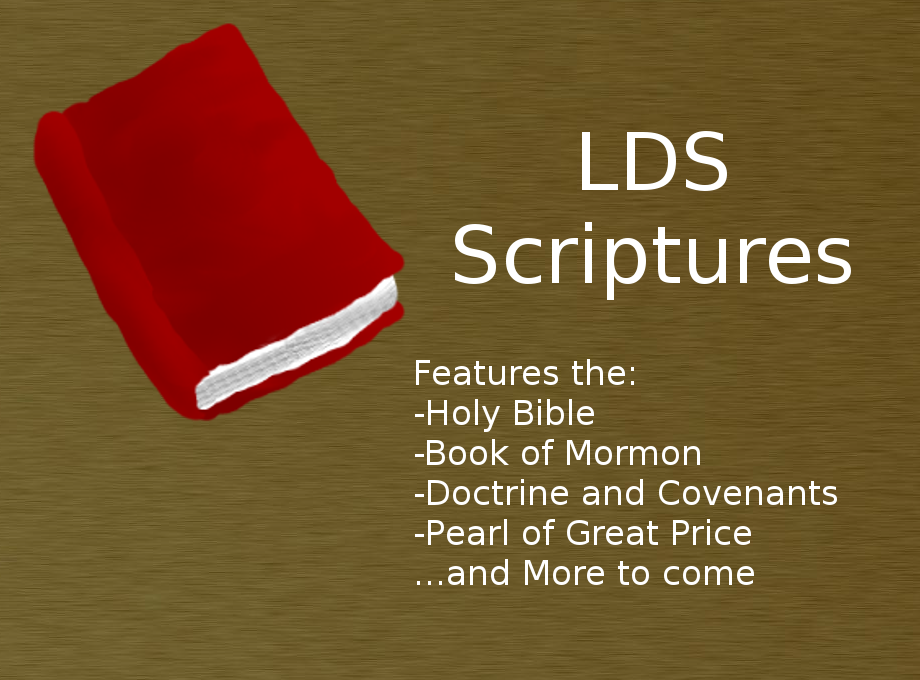 LDS
Scriptures
Features the:
-Holy Bible
-Book of Mormon
-Doctrine and Covenants
-Pearl of Great Price
...and More to come